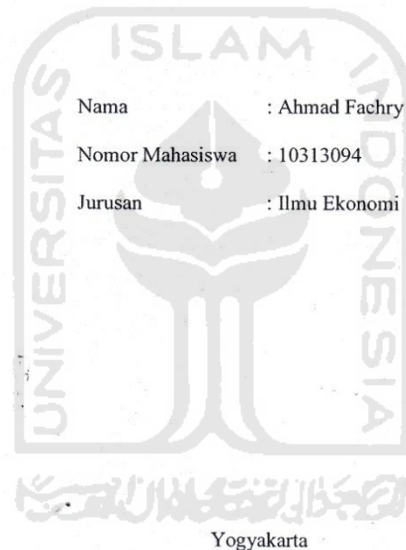 ISLAM
UNIVERSITAS
INDONESIA
Nama : Ahmad Fachry
Nomor Mahasiswa : 10313094
Jurusan : Ilmu Ekonomi
Yogyakarta